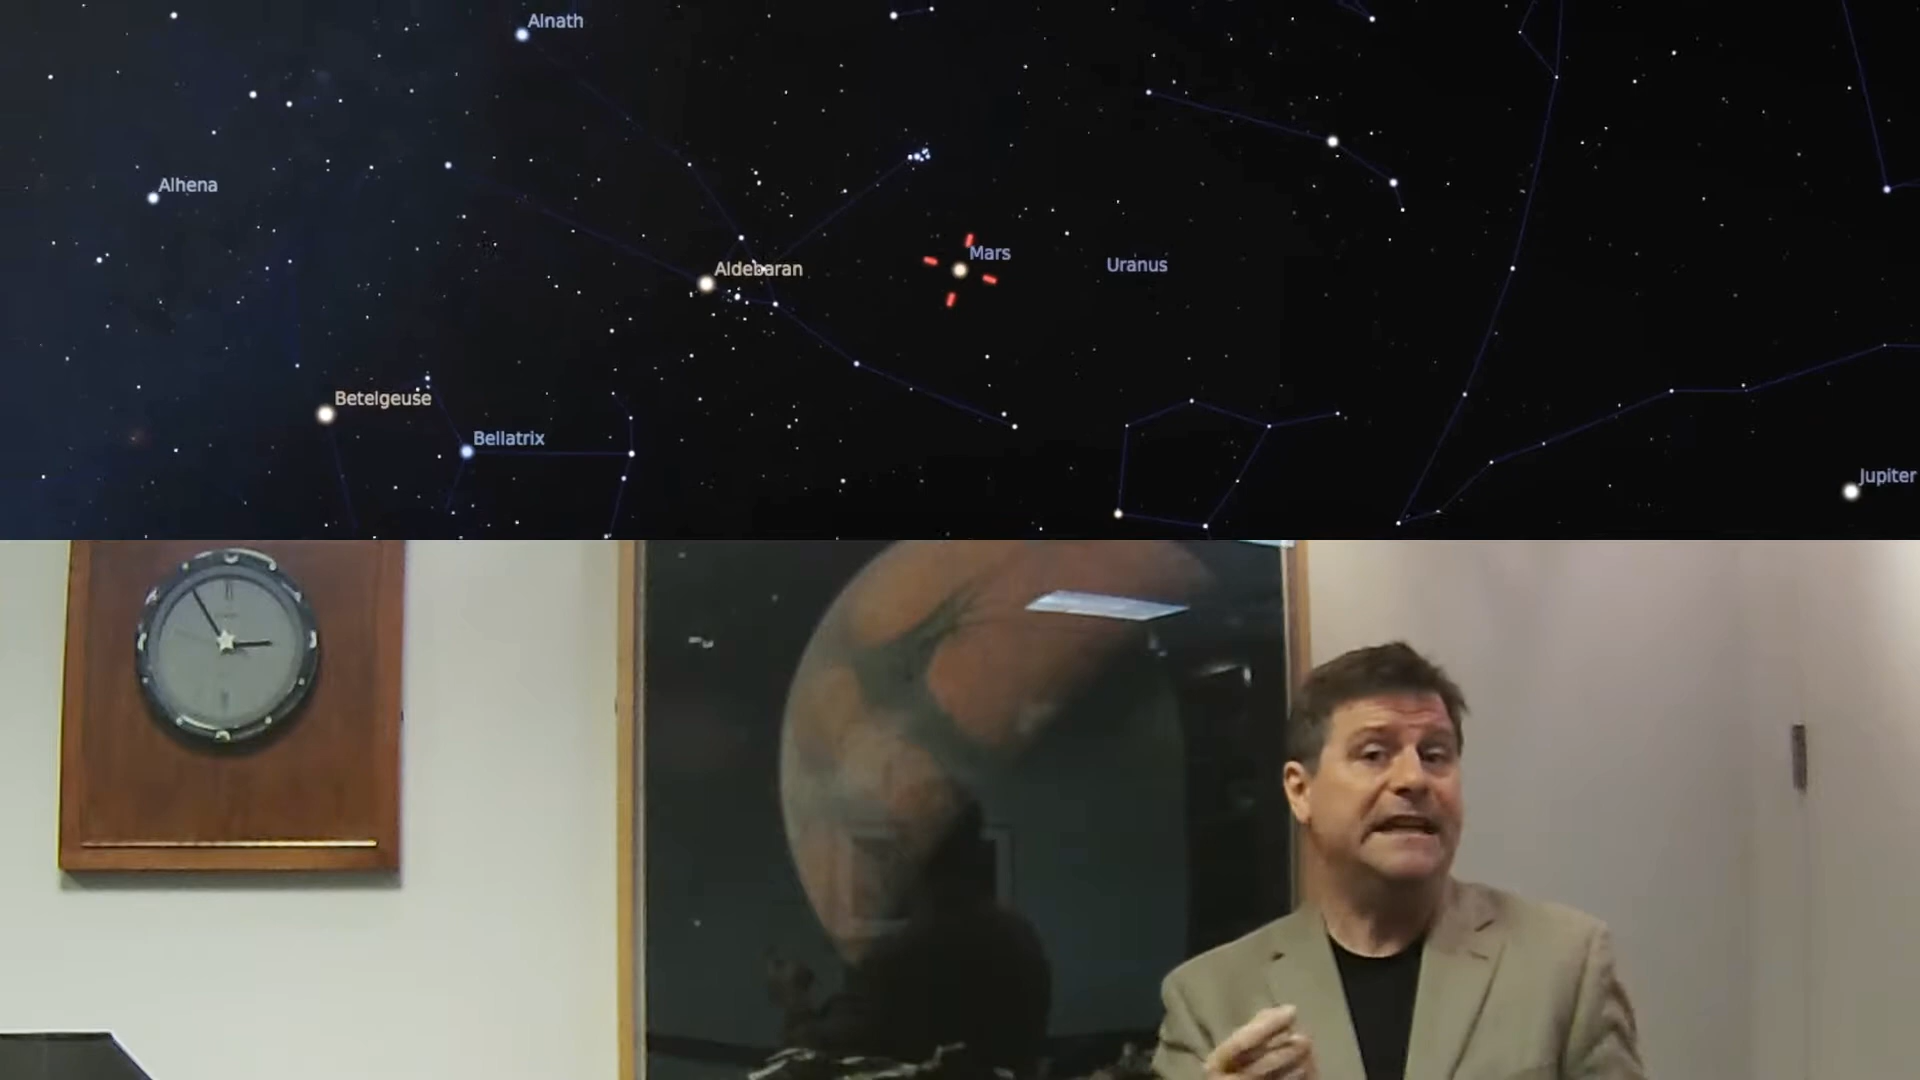 Alnath
Alhena
Mars
Uranus
Aldebaran
Betelgeuse
Bellatrix
Jupiter